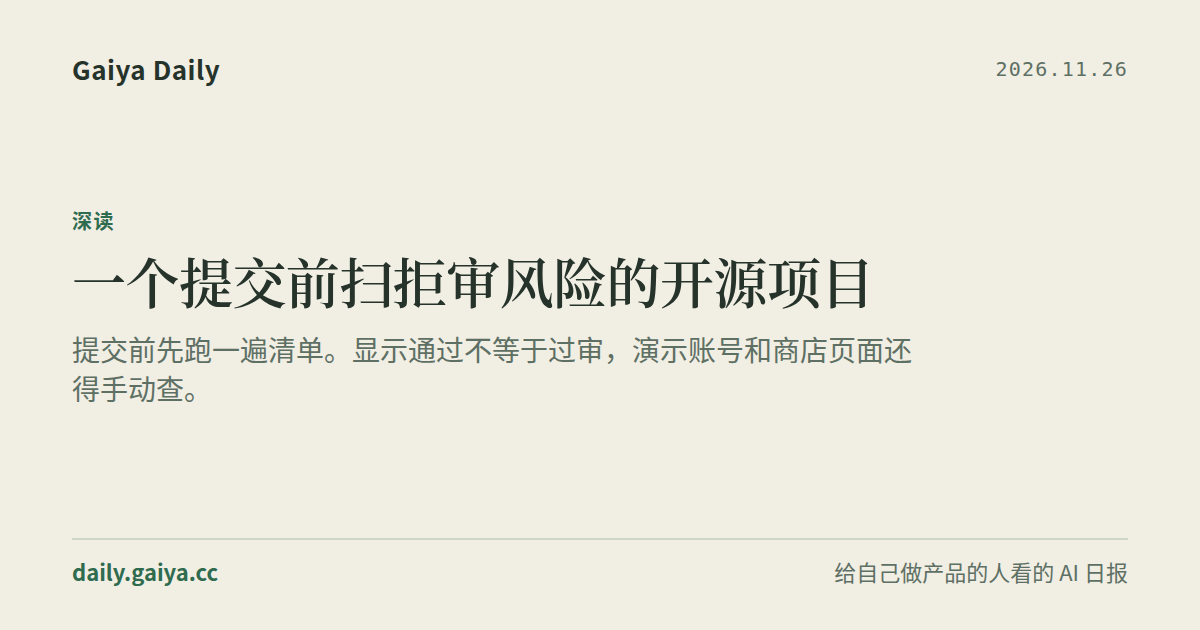 Gaiya Daily
2026.11.26
深读
一个提交前扫拒审风险的开源项目
提交前先跑一遍清单。显示通过不等于过审，演示账号和商店页面还
得手动查。
daily.gaiya.cc
给自己做产品的人看的 AI 日报